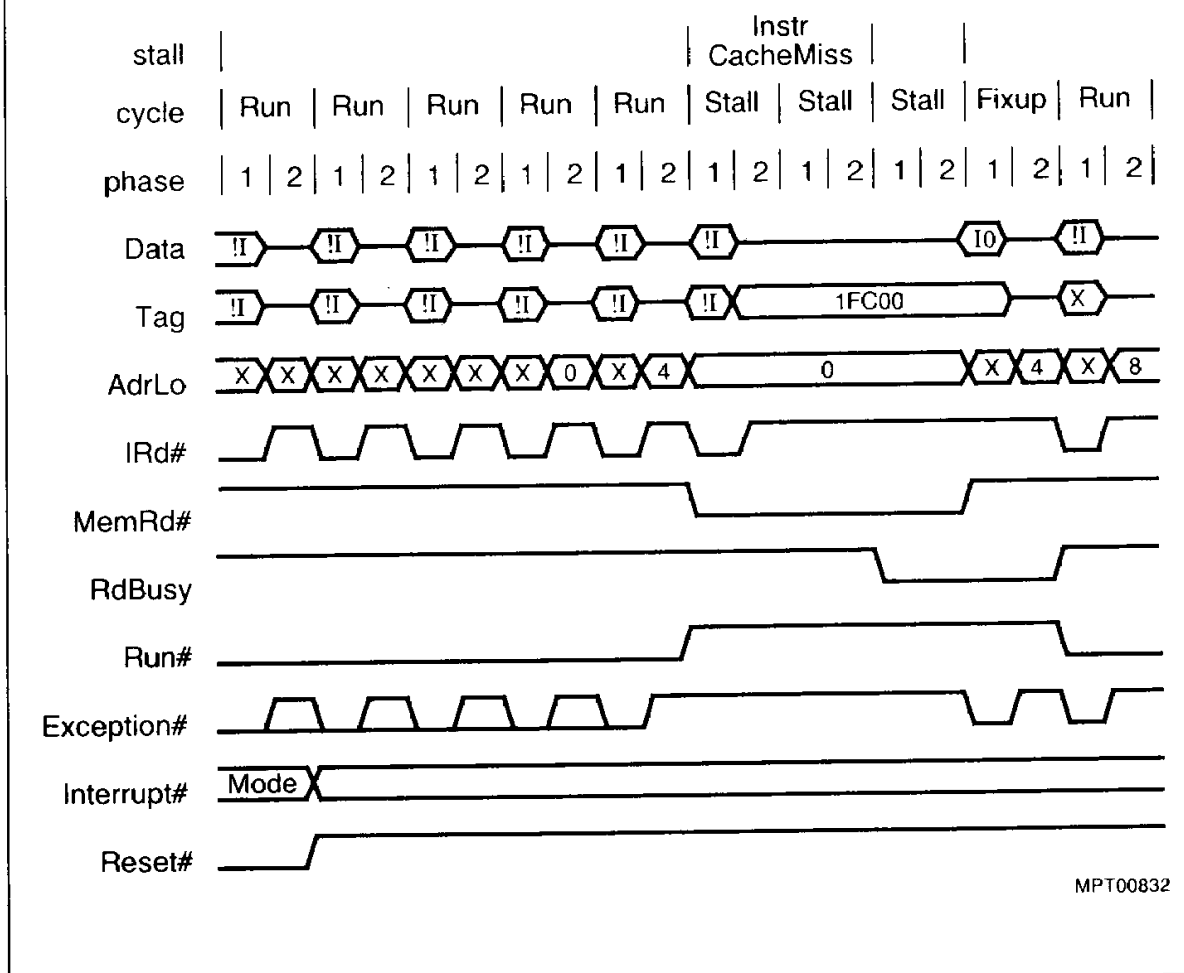 stall Instr
CacheMiss
cycle Run Run Run Run Run Stall Stall Stall Fixup Run
phase 1 2 1 2 1 2 1 2 1 2 1 2 1 2 1 2 1 2 1 2
Data !I !I !I !I !I !I I0 !I
Tag !I !I !I !I !I !I 1FC00 X
AdrLo X X X X X X X 0 X 4 0 X 4 X 8
IRd#
MemRd#
RdBusy
Run#
Exception#
Interrupt# Mode
Reset#
MPT00832